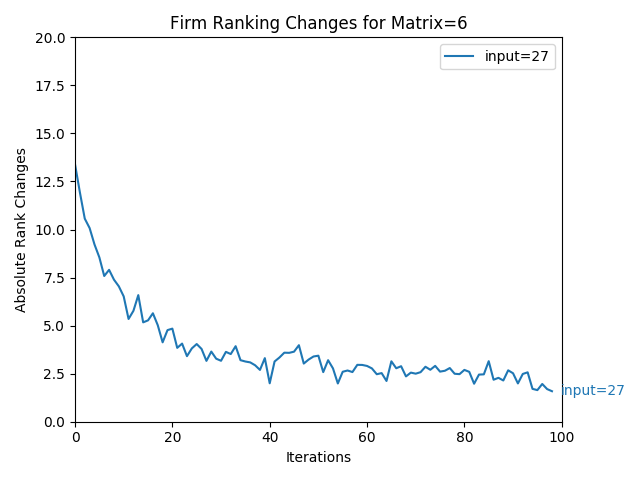 Firm Ranking Changes for Matrix=6
20.0
17.5
15.0
12.5
10.0
7.5
5.0
2.5
0.0
Absolute Rank Changes
input=27
input=27
0 20 40 60 80 100
Iterations